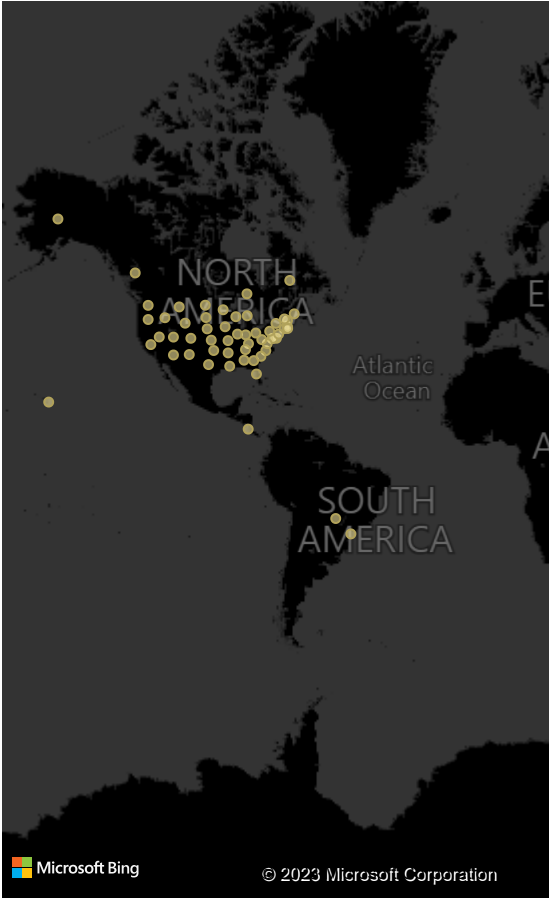 NORTH
AMERICA
E
Atlantic
Ocean
A
SOUTH
AMERICA
Microsoft Bing
© 2023 Microsoft Corporation